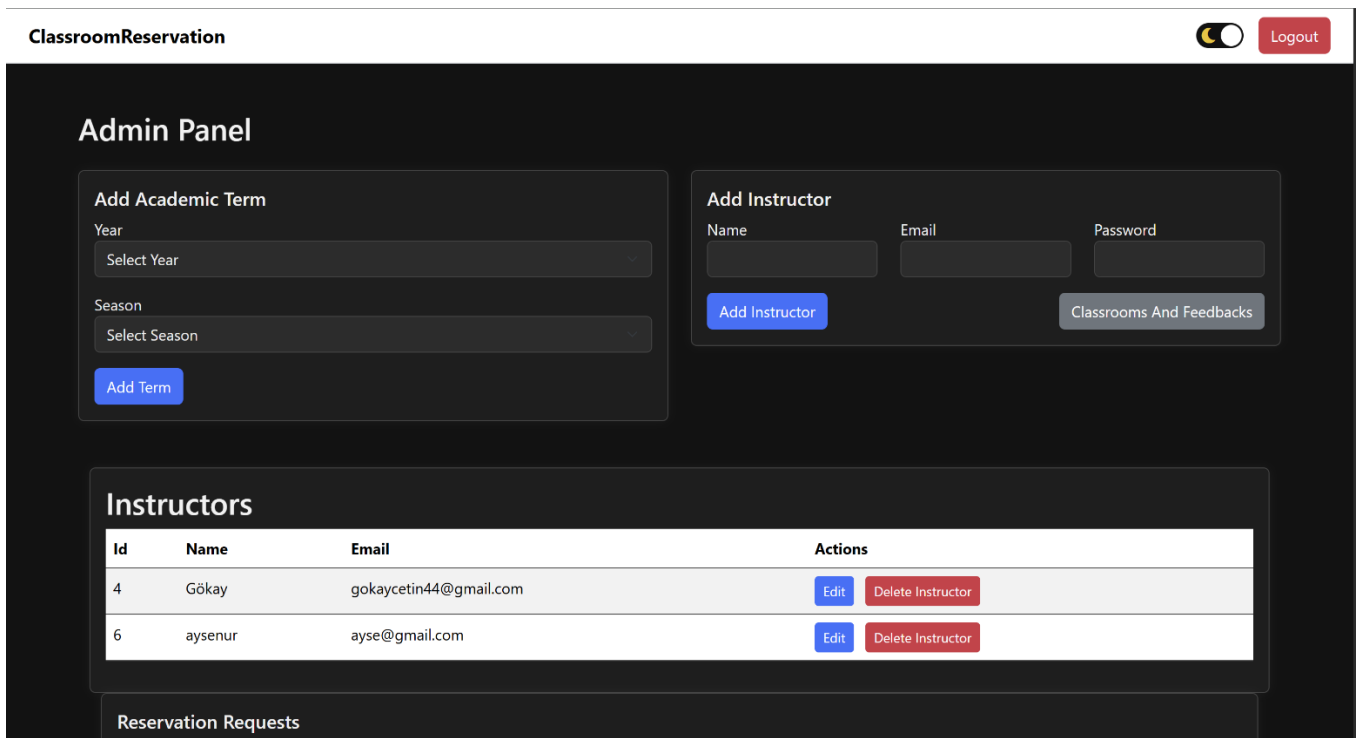 ClassroomReservation
Logout
Admin Panel
Add Academic Term
Year
Select Year
Season
Select Season
Add Term
Add Instructor
Name Email Password
Add Instructor Classrooms And Feedbacks
Instructors
Id Name Email Actions
4 Gökay gokaycetin44@gmail.com Edit Delete Instructor
6 aysenur ayse@gmail.com Edit Delete Instructor
Reservation Requests